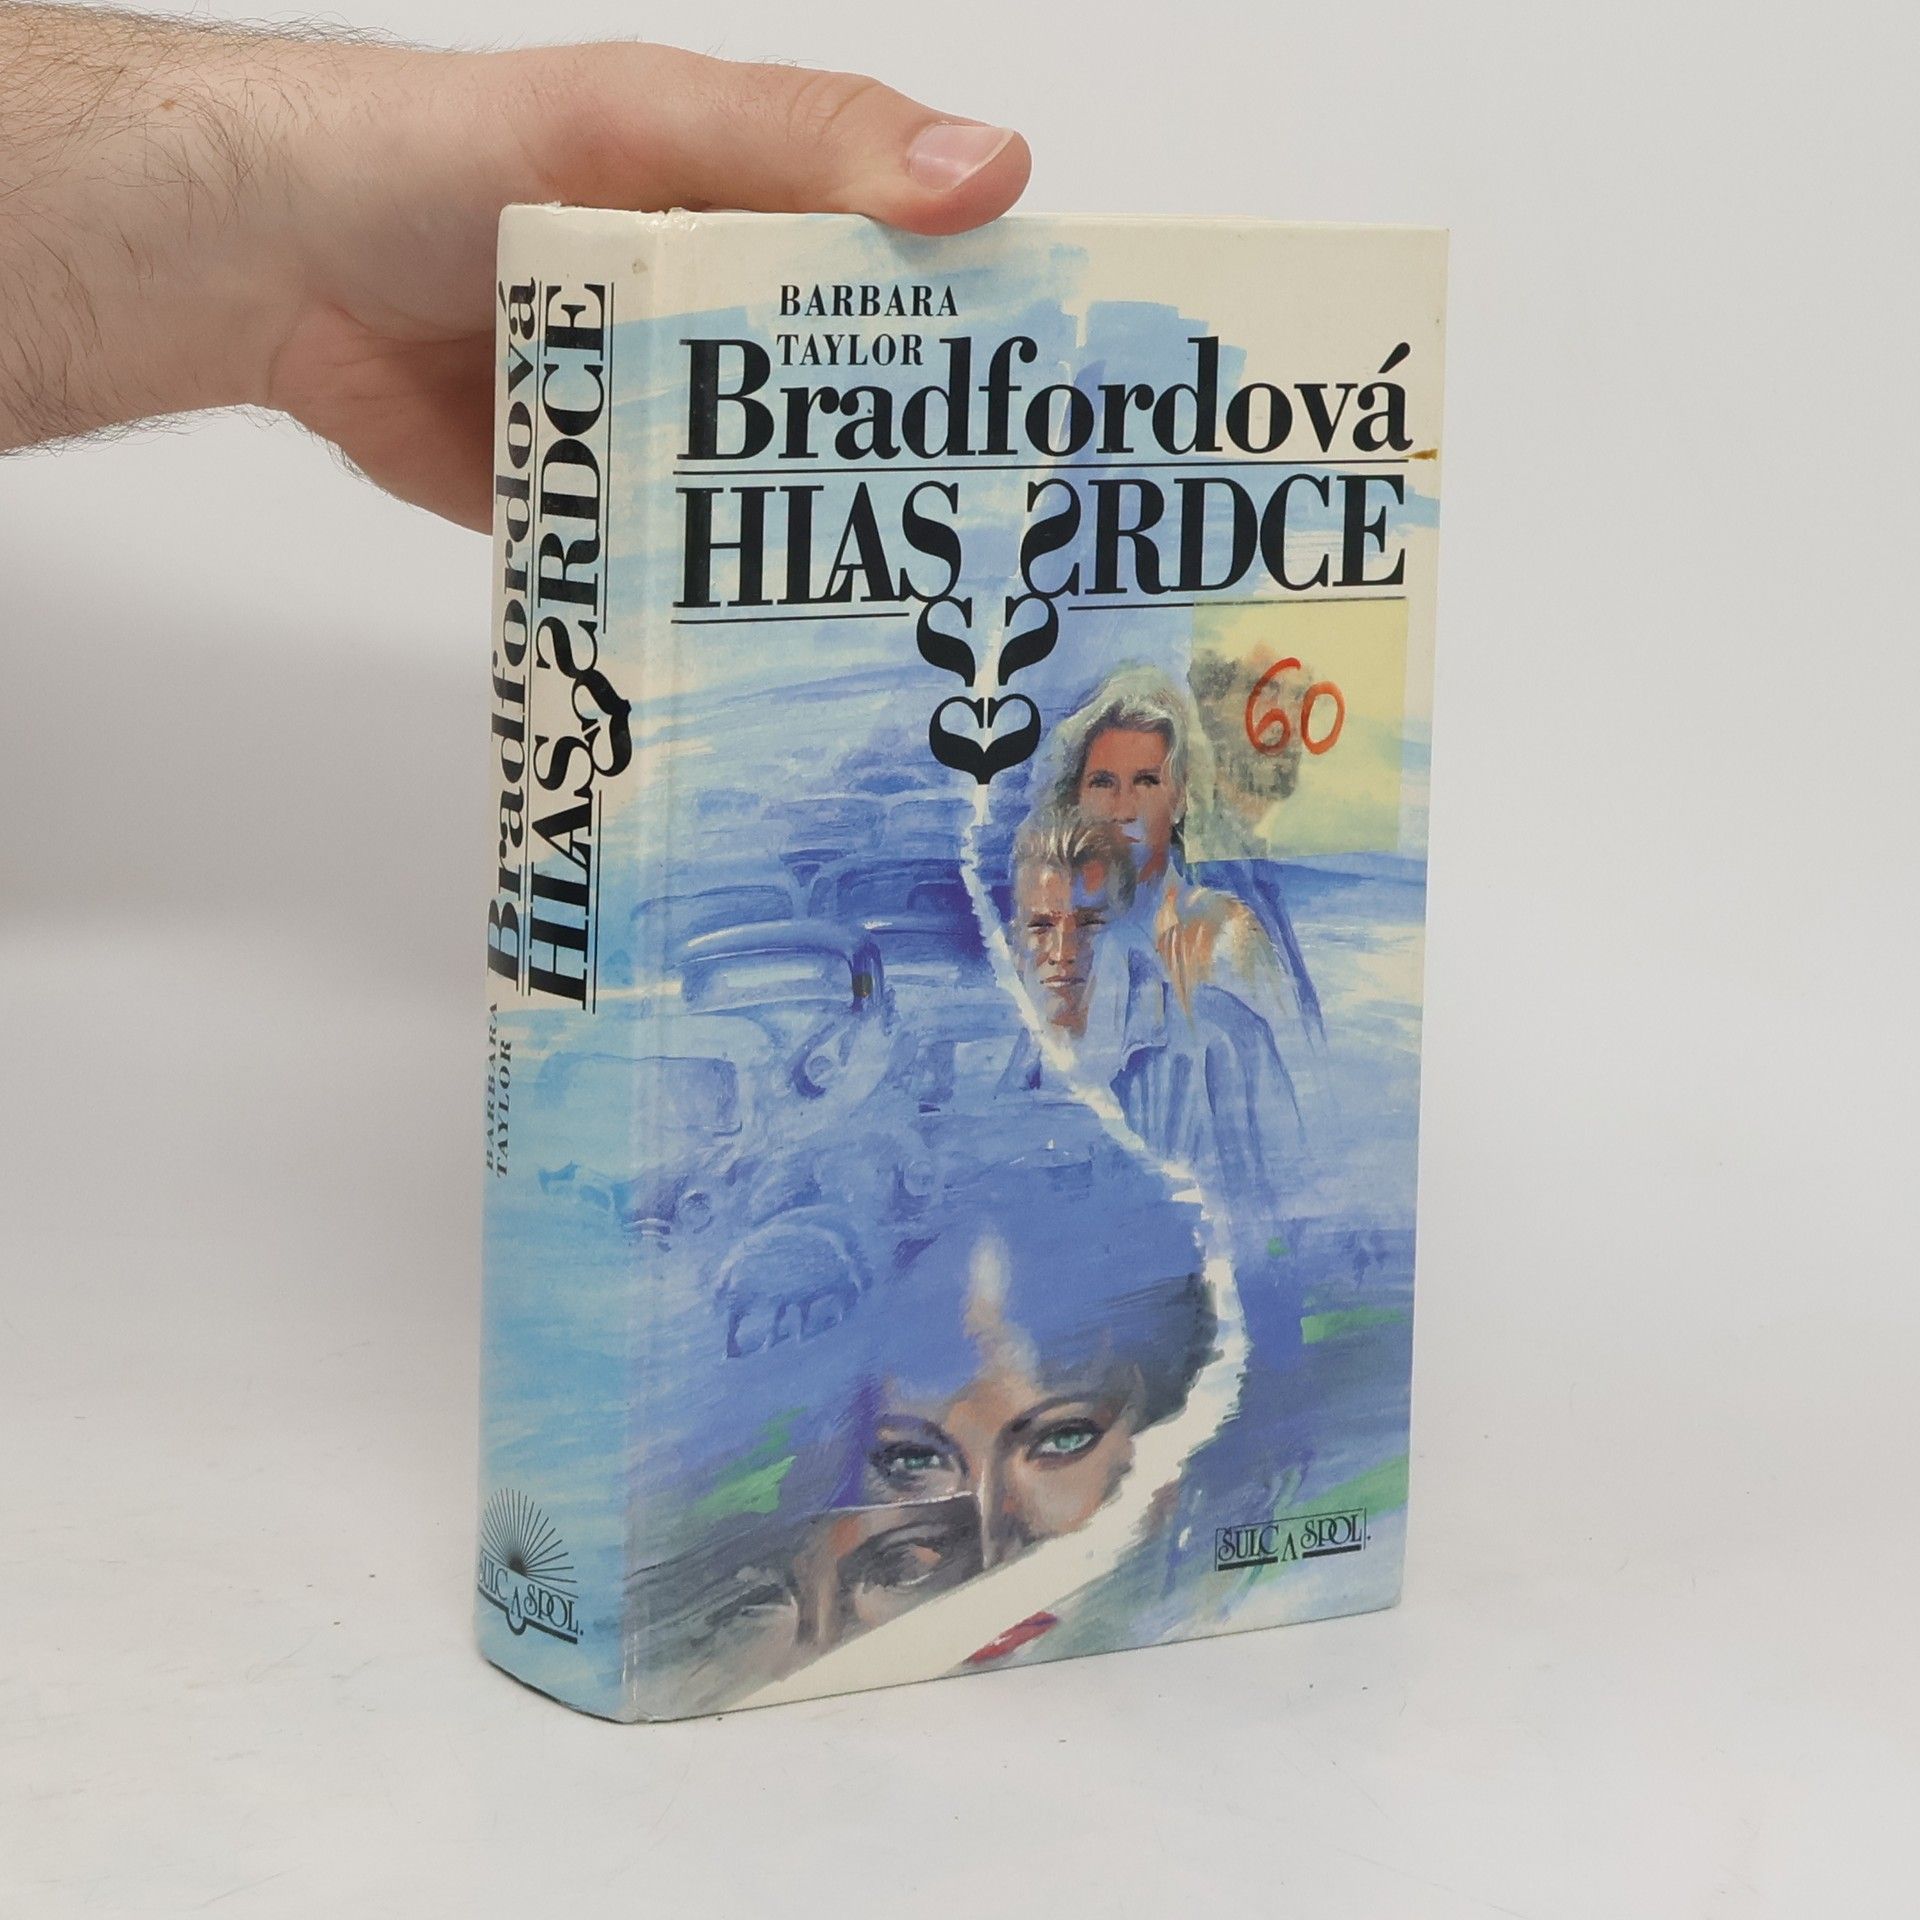 BARBARA
TAYLOR
Bradfordová
HLAS SRDCE
60
ŠULC A SPOL.
BARBARA
TAYLOR
Bradfordová
HLAS SRDCE
ŠULC A SPOL.